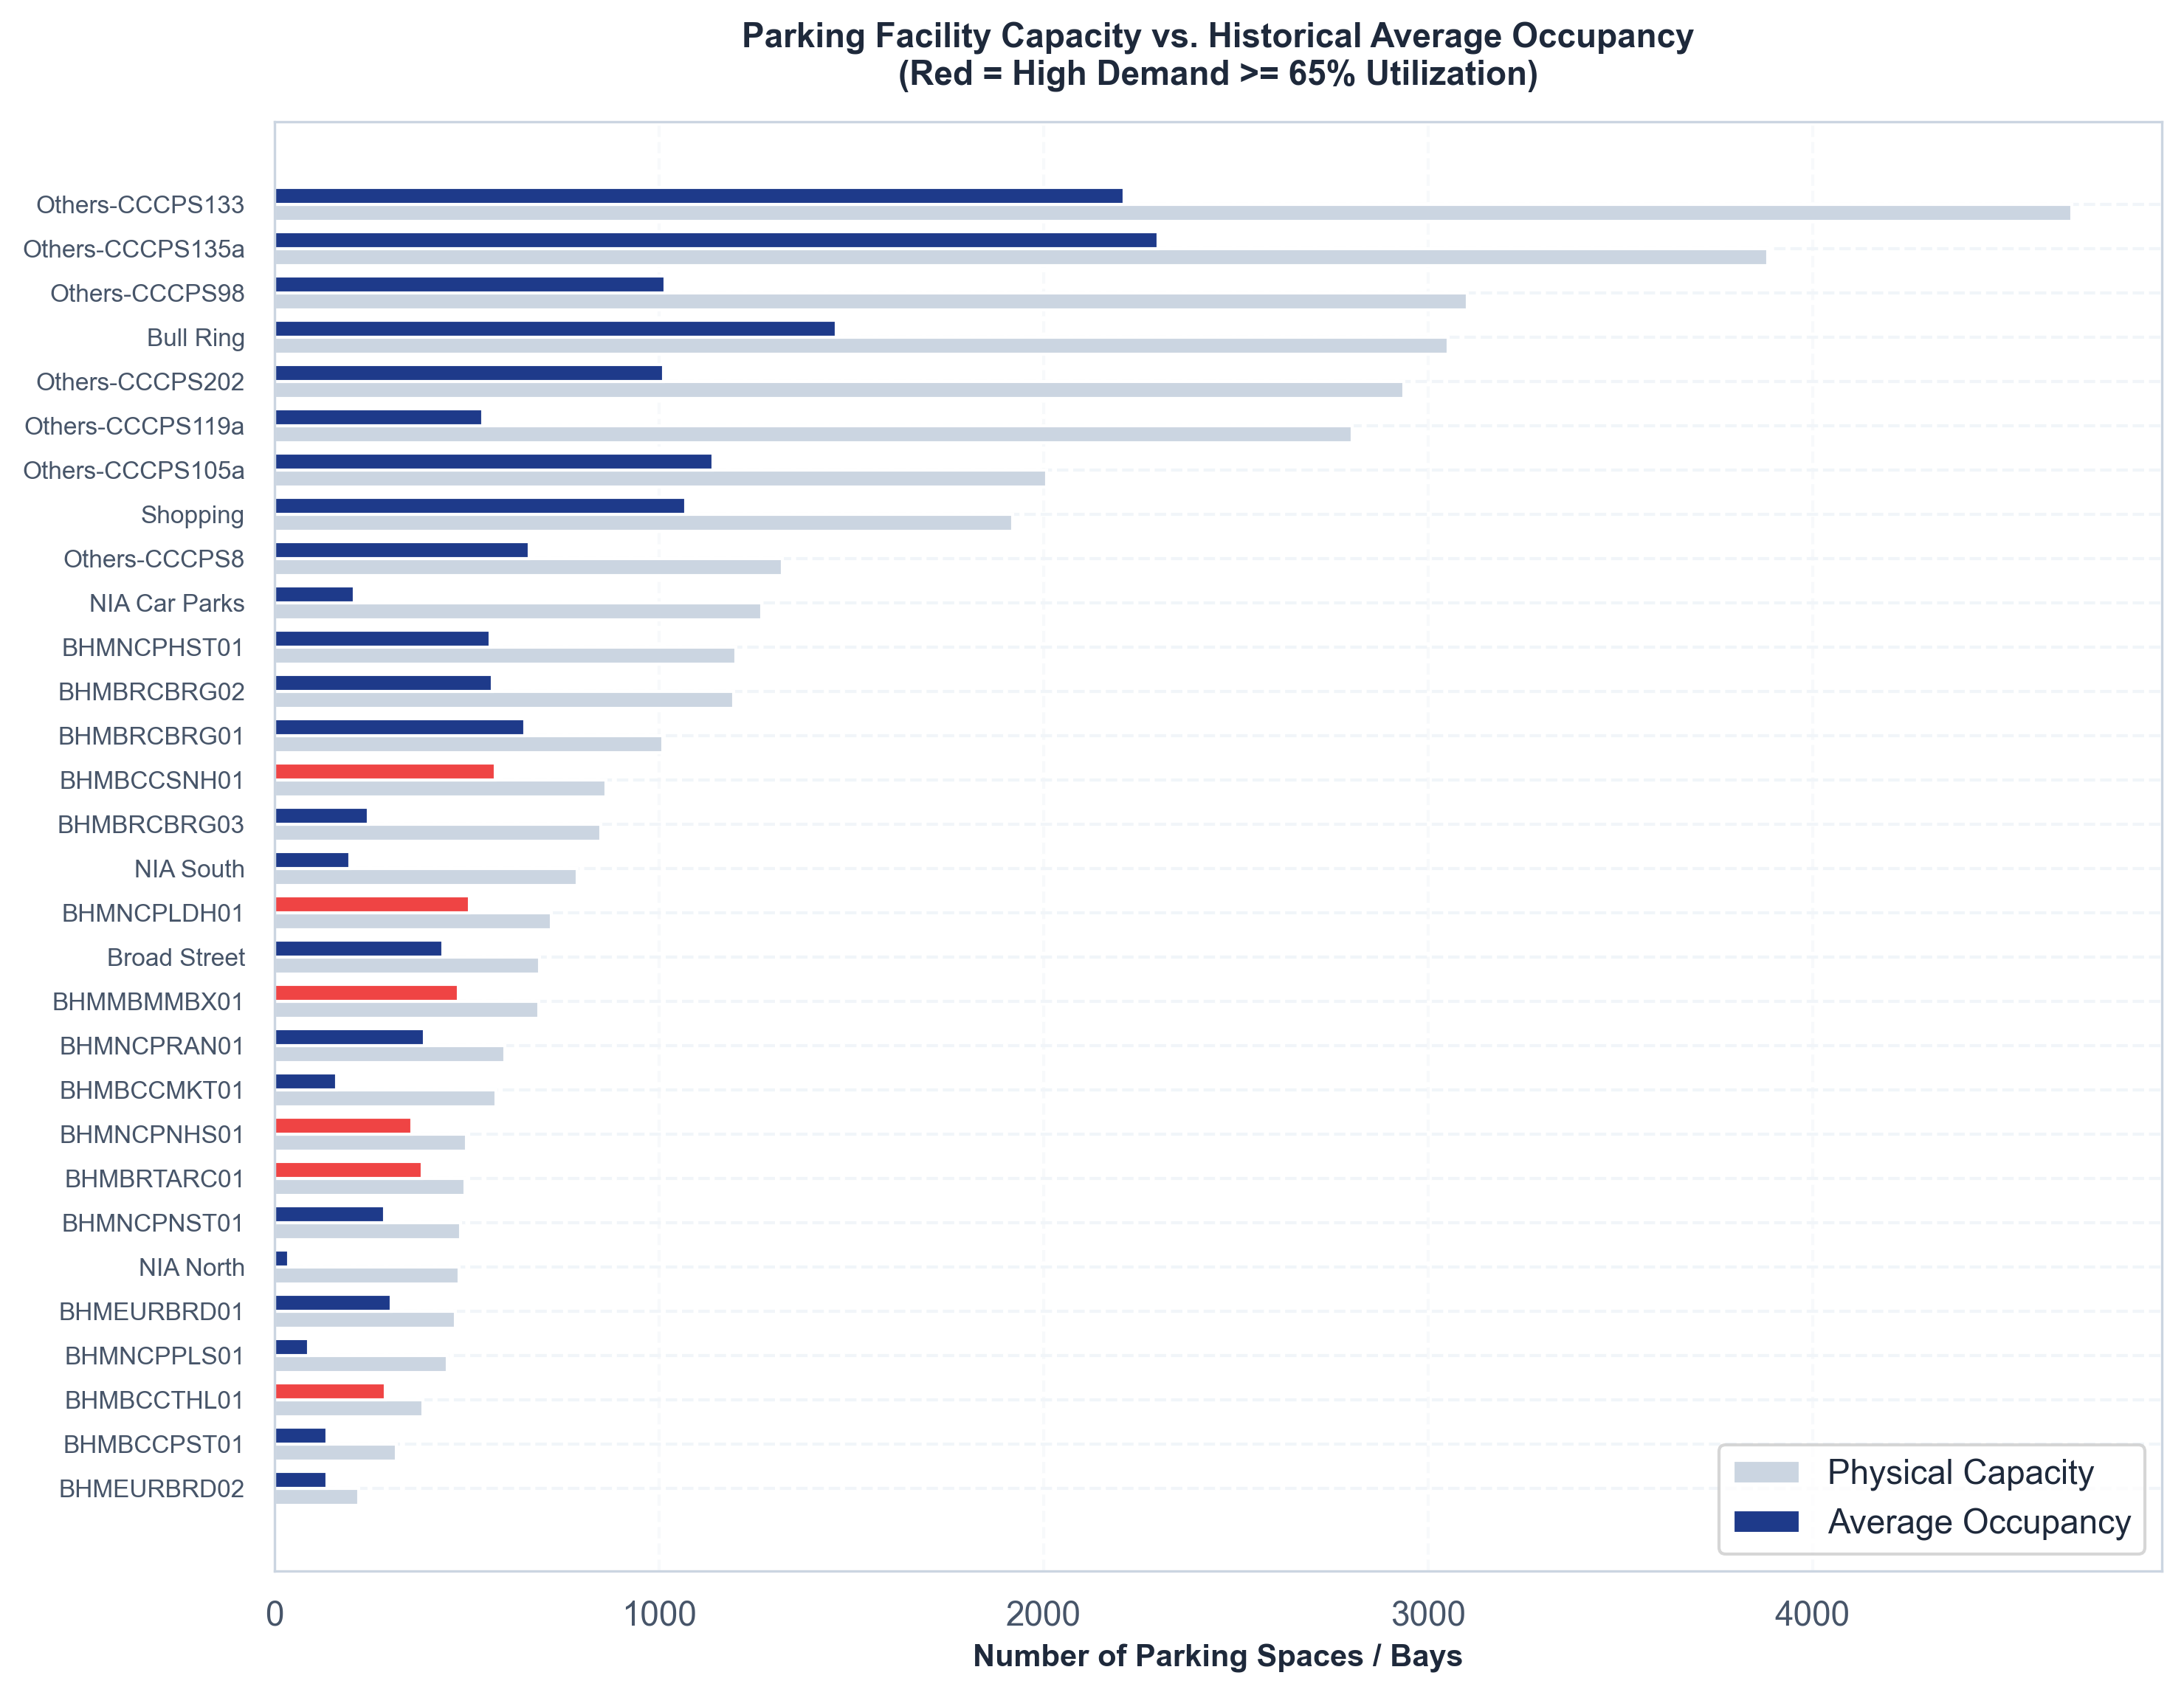 Parking Facility Capacity vs. Historical Average Occupancy
(Red = High Demand >= 65% Utilization)
Others-CCCPS133
Others-CCCPS135a
Others-CCCPS98
Bull Ring
Others-CCCPS202
Others-CCCPS119a
Others-CCCPS105a
Shopping
Others-CCCPS8
NIA Car Parks
BHMNCPHST01
BHMBRCBRG02
BHMBRCBRG01
BHMBCCSNH01
BHMBRCBRG03
NIA South
BHMNCPLDH01
Broad Street
BHMMBMMBX01
BHMNCPRAN01
BHMBCCMKT01
BHMNCPNHS01
BHMBRTARC01
BHMNCPNST01
NIA North
BHMEURBRD01
BHMNCPPLS01
BHMBCCTHL01
BHMBCCPST01
BHMEURBRD02
Physical Capacity
Average Occupancy
0 1000 2000 3000 4000
Number of Parking Spaces / Bays